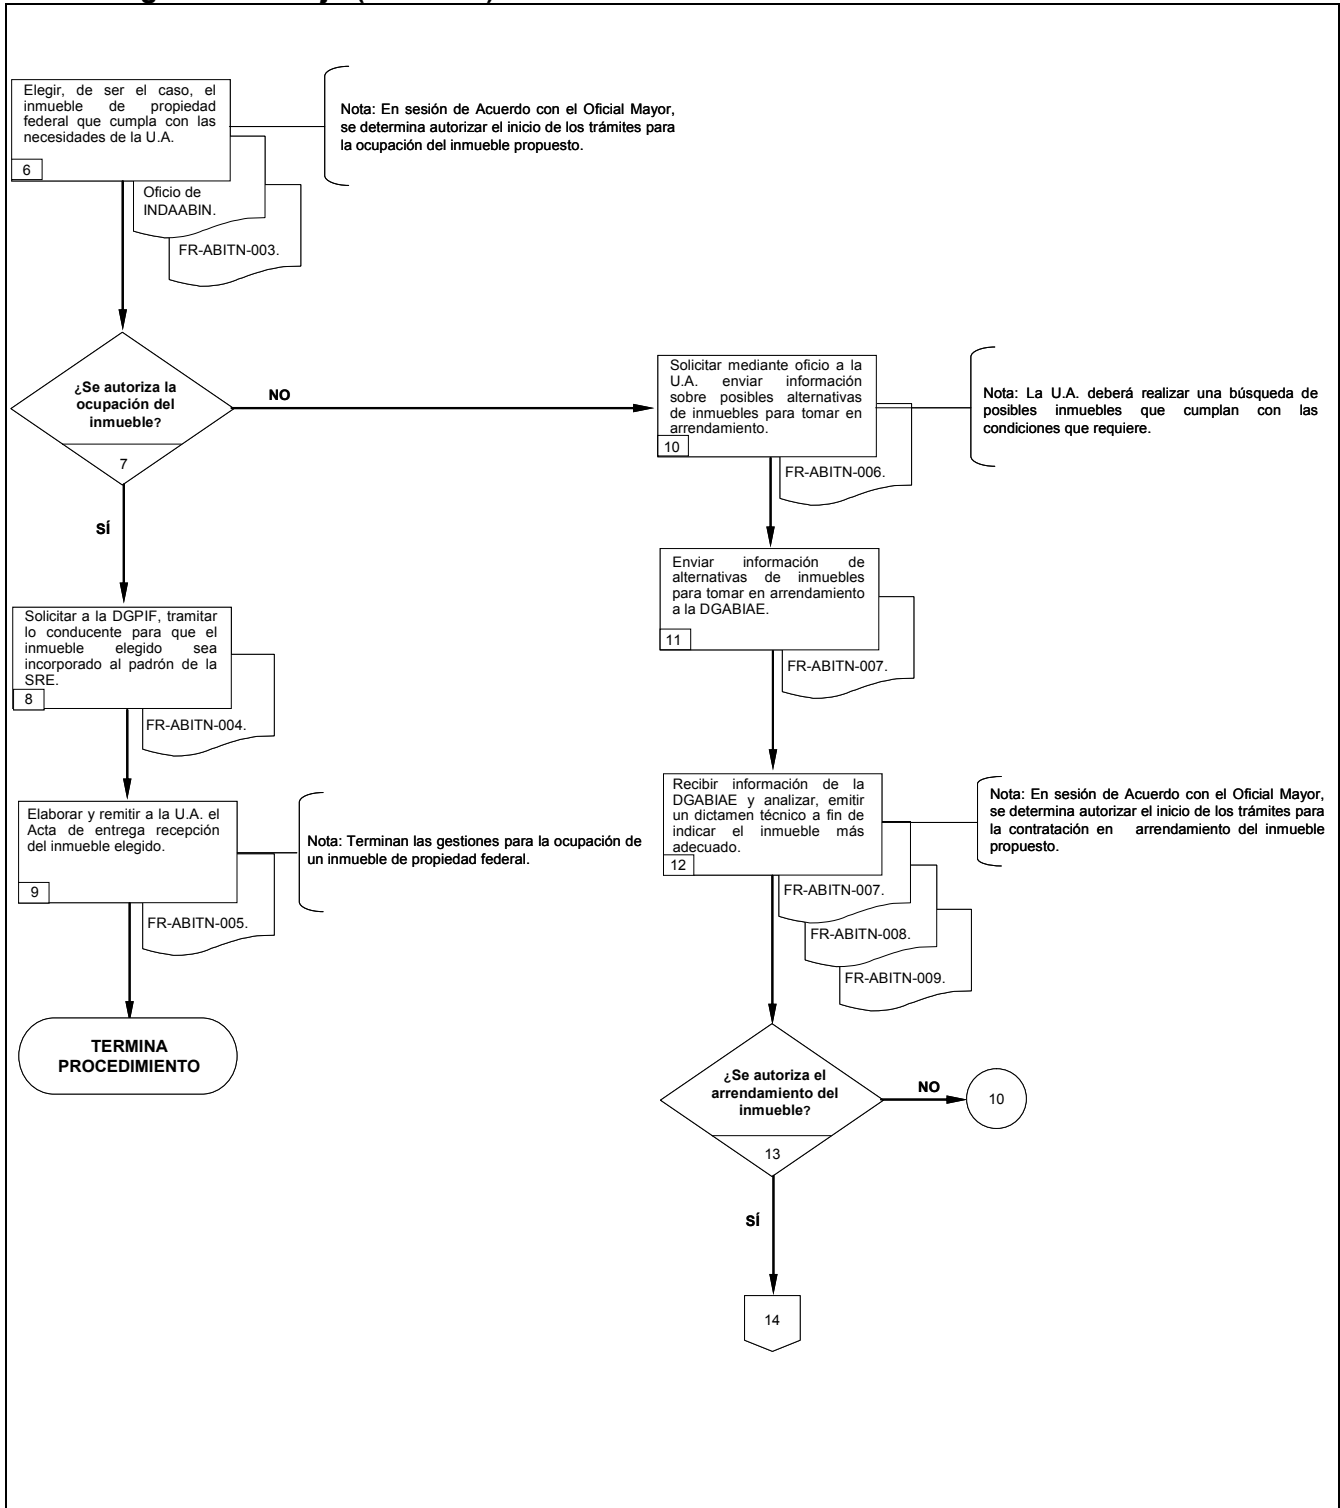 Elegir, de ser el caso, el
inmueble de propiedad
federal que cumpla con las
necesidades de la U.A.
6
Oficio de
INDAABIN.
FR-ABITN-003.
Nota: En sesión de Acuerdo con el Oficial Mayor,
se determina autorizar el inicio de los trámites para
la ocupación del inmueble propuesto.
¿Se autoriza la
ocupación del
inmueble?
7
NO
SÍ
Solicitar a la DGPIF, tramitar
lo conducente para que el
inmueble elegido sea
incorporado al padrón de la
SRE.
8
FR-ABITN-004.
Elaborar y remitir a la U.A. el
Acta de entrega recepción
del inmueble elegido.
9
FR-ABITN-005.
Nota: Terminan las gestiones para la ocupación de
un inmueble de propiedad federal.
TERMINA
PROCEDIMIENTO
Solicitar mediante oficio a la
U.A. enviar información
sobre posibles alternativas
de inmuebles para tomar en
arrendamiento.
10
FR-ABITN-006.
Nota: La U.A. deberá realizar una búsqueda de
posibles inmuebles que cumplan con las
condiciones que requiere.
Enviar información de
alternativas de inmuebles
para tomar en arrendamiento
a la DGABIAE.
11
FR-ABITN-007.
Recibir información de la
DGABIAE y analizar, emitir
un dictamen técnico a fin de
indicar el inmueble más
adecuado.
12
FR-ABITN-007.
FR-ABITN-008.
FR-ABITN-009.
Nota: En sesión de Acuerdo con el Oficial Mayor,
se determina autorizar el inicio de los trámites para
la contratación en arrendamiento del inmueble
propuesto.
¿Se autoriza el
arrendamiento del
inmueble?
13
NO
10
SÍ
14